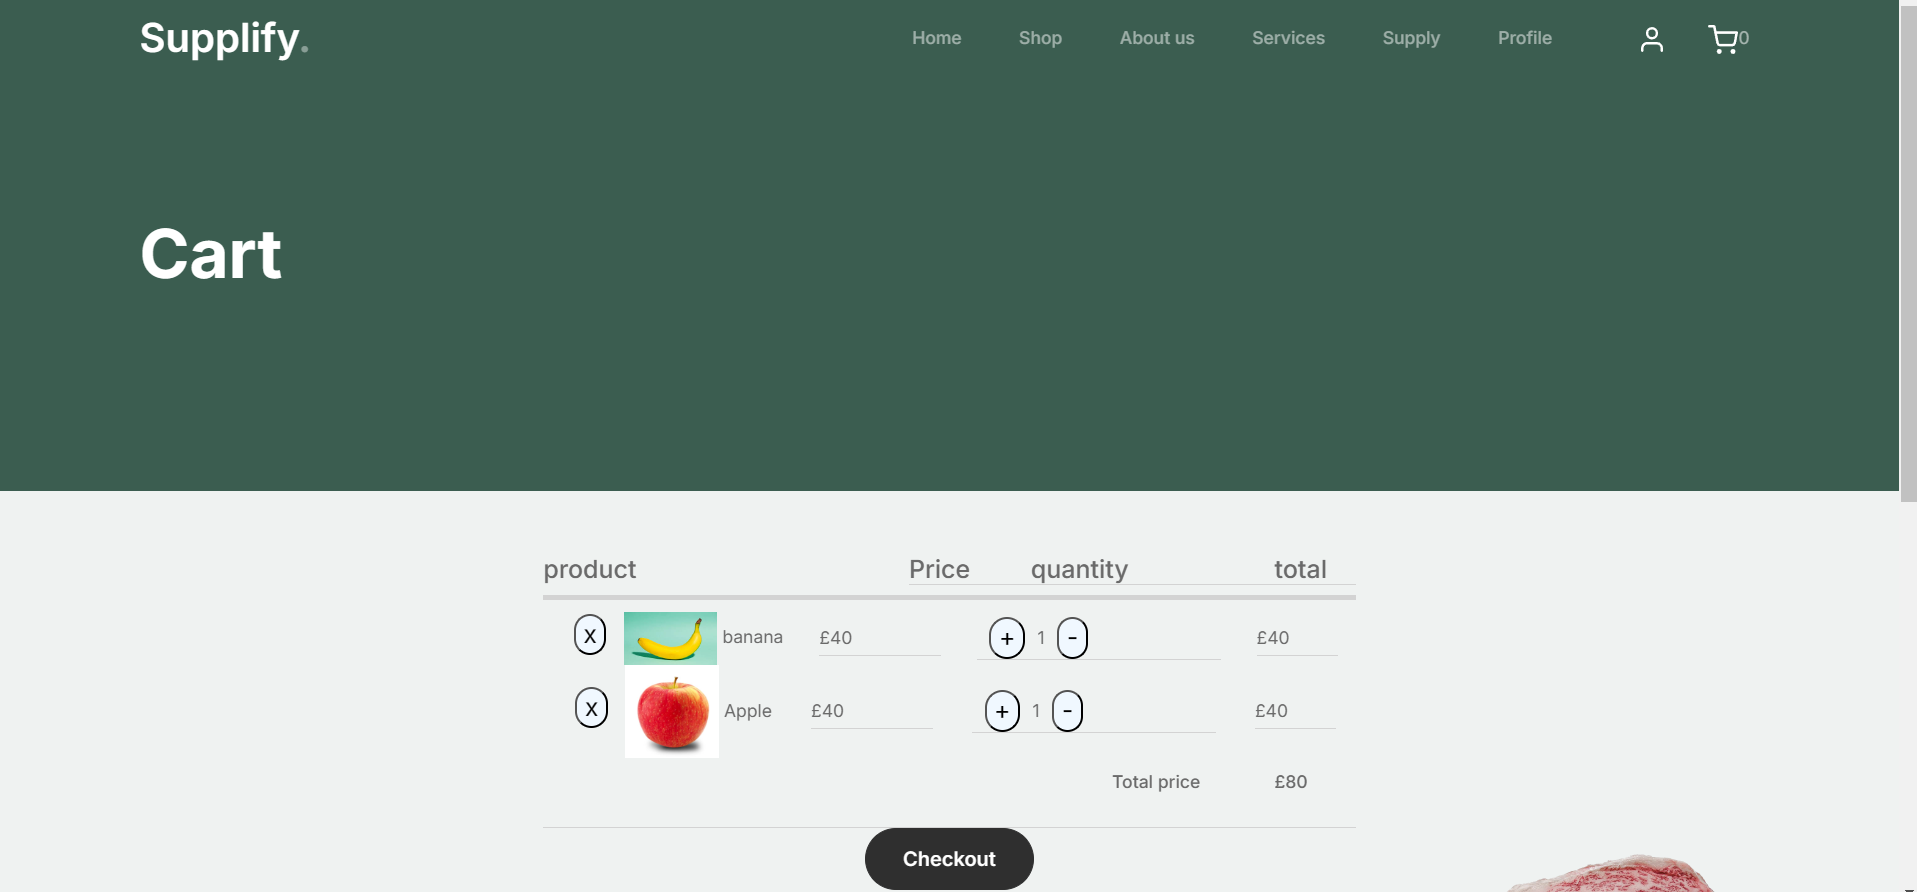 Supplify.
Home Shop About us Services Supply Profile 0
Cart
product Price quantity total
X banana £40 + 1 - £40
X Apple £40 + 1 - £40
Total price £80
Checkout